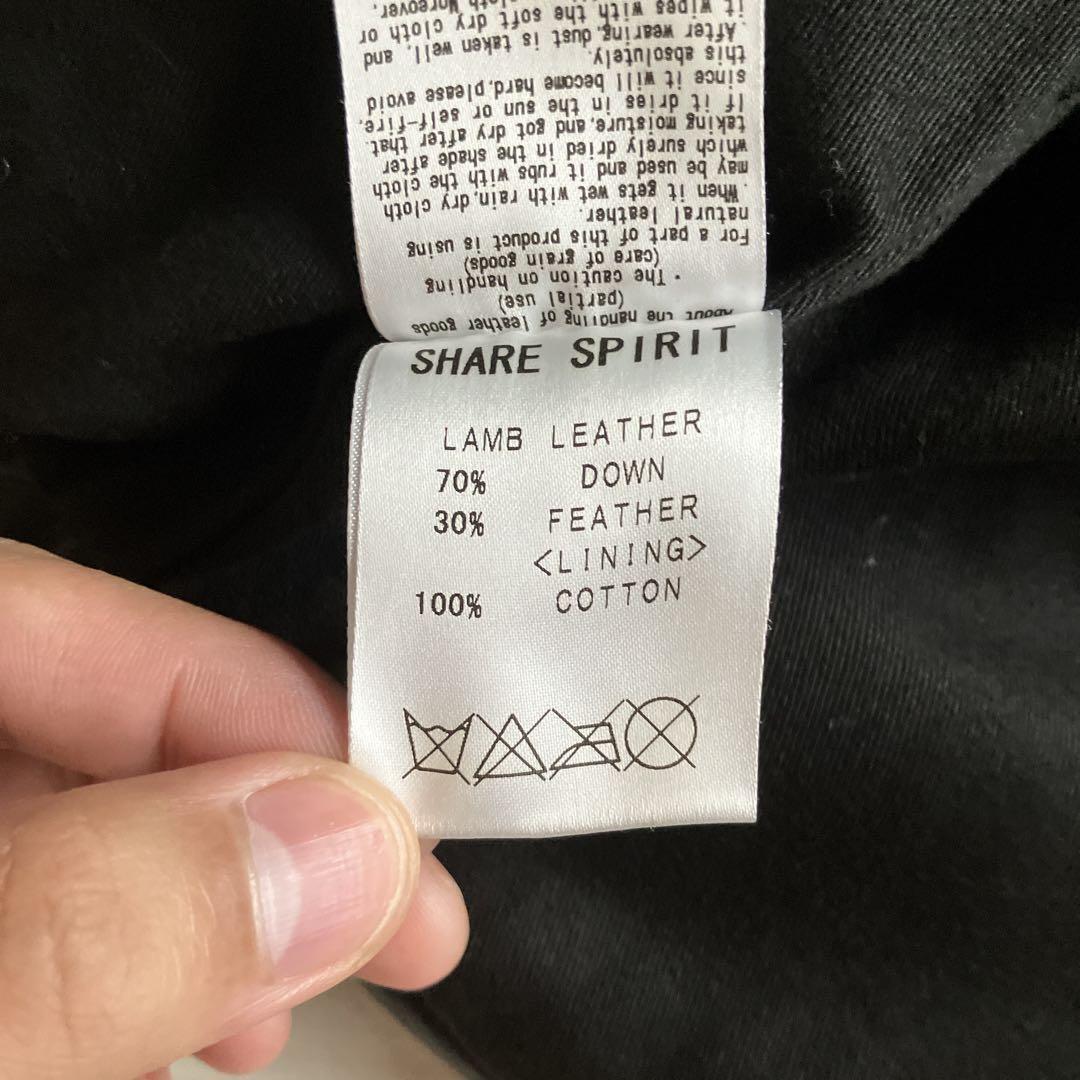 About the handling of leather goods
(partial use)
・The caution on handling
(care of grain goods)
For a part of this product is using
natural leather.
.When it gets wet with rain,dry cloth
may be used and it rubs with the cloth
which surely dried in the shade after
taking moisture,and got dry after that.
If it dries in the sun or self-fire,
since it will become hard,please avoid
this absolutely.
.After wearing,dust is taken well, and
it wipes with the soft dry cloth or
cloth.Moreover,
SHARE SPIRIT
LAMB LEATHER
70% DOWN
30% FEATHER
<LINING>
100% COTTON